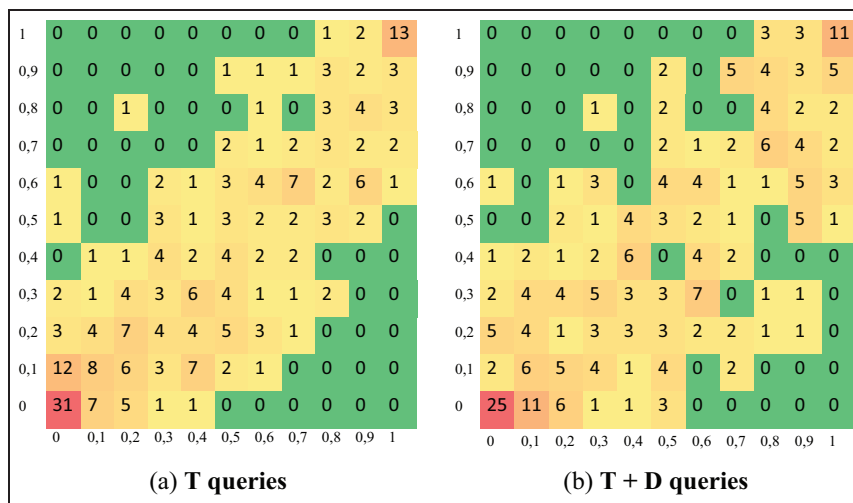 1 0 0 0 0 0 0 0 0 1 2 13
0,9 0 0 0 0 0 1 1 1 3 2 3
0,8 0 0 1 0 0 0 1 0 3 4 3
0,7 0 0 0 0 0 2 1 2 3 2 2
0,6 1 0 0 2 1 3 4 7 2 6 1
0,5 1 0 0 3 1 3 2 2 3 2 0
0,4 0 1 1 4 2 4 2 2 0 0 0
0,3 2 1 4 3 6 4 1 1 2 0 0
0,2 3 4 7 4 4 5 3 1 0 0 0
0,1 12 8 6 3 7 2 1 0 0 0 0
0 31 7 5 1 1 0 0 0 0 0 0
0 0,1 0,2 0,3 0,4 0,5 0,6 0,7 0,8 0,9 1
(a) T queries
1 0 0 0 0 0 0 0 0 3 3 11
0,9 0 0 0 0 0 2 0 5 4 3 5
0,8 0 0 0 1 0 2 0 0 4 2 2
0,7 0 0 0 0 0 2 1 2 6 4 2
0,6 1 0 1 3 0 4 4 1 1 5 3
0,5 0 0 2 1 4 3 2 1 0 5 1
0,4 1 2 1 2 6 0 4 2 0 0 0
0,3 2 4 4 5 3 3 7 0 1 1 0
0,2 5 4 1 3 3 3 2 2 1 1 0
0,1 2 6 5 4 1 4 0 2 0 0 0
0 25 11 6 1 1 3 0 0 0 0 0
0 0,1 0,2 0,3 0,4 0,5 0,6 0,7 0,8 0,9 1
(b) T + D queries